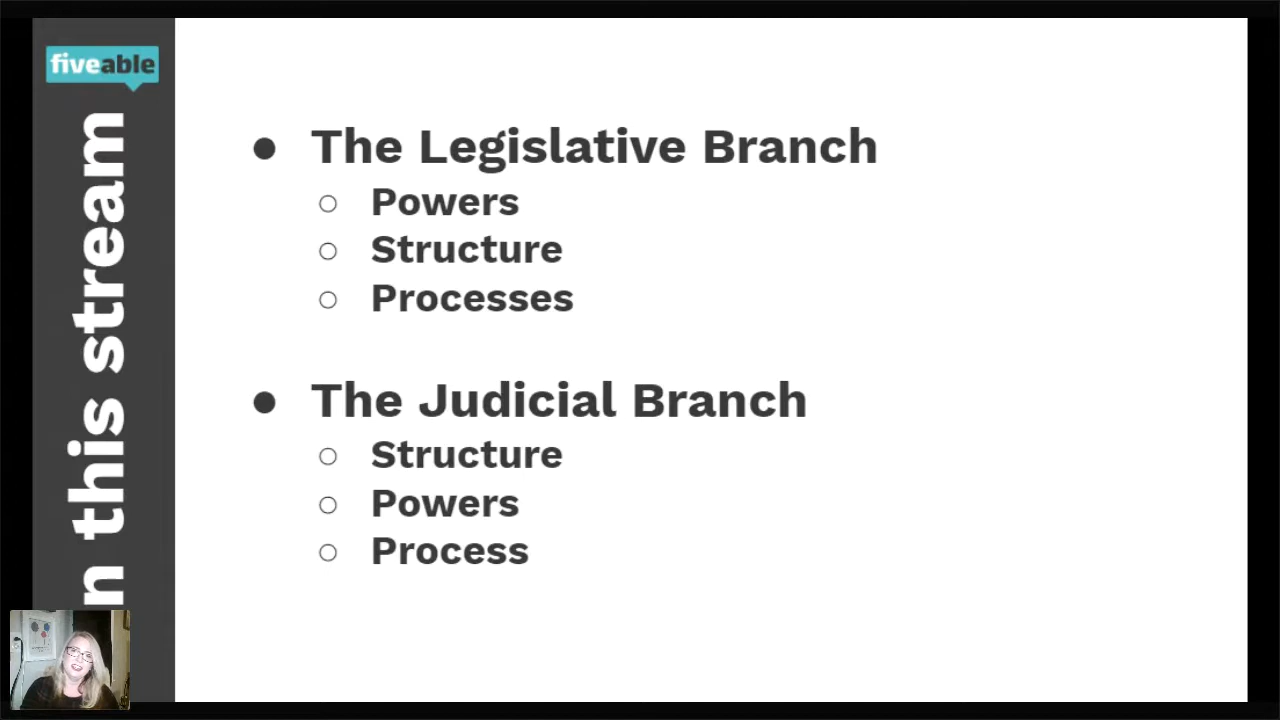 fiveable
n this stream
● The Legislative Branch
○ Powers
○ Structure
○ Processes
● The Judicial Branch
○ Structure
○ Powers
○ Process